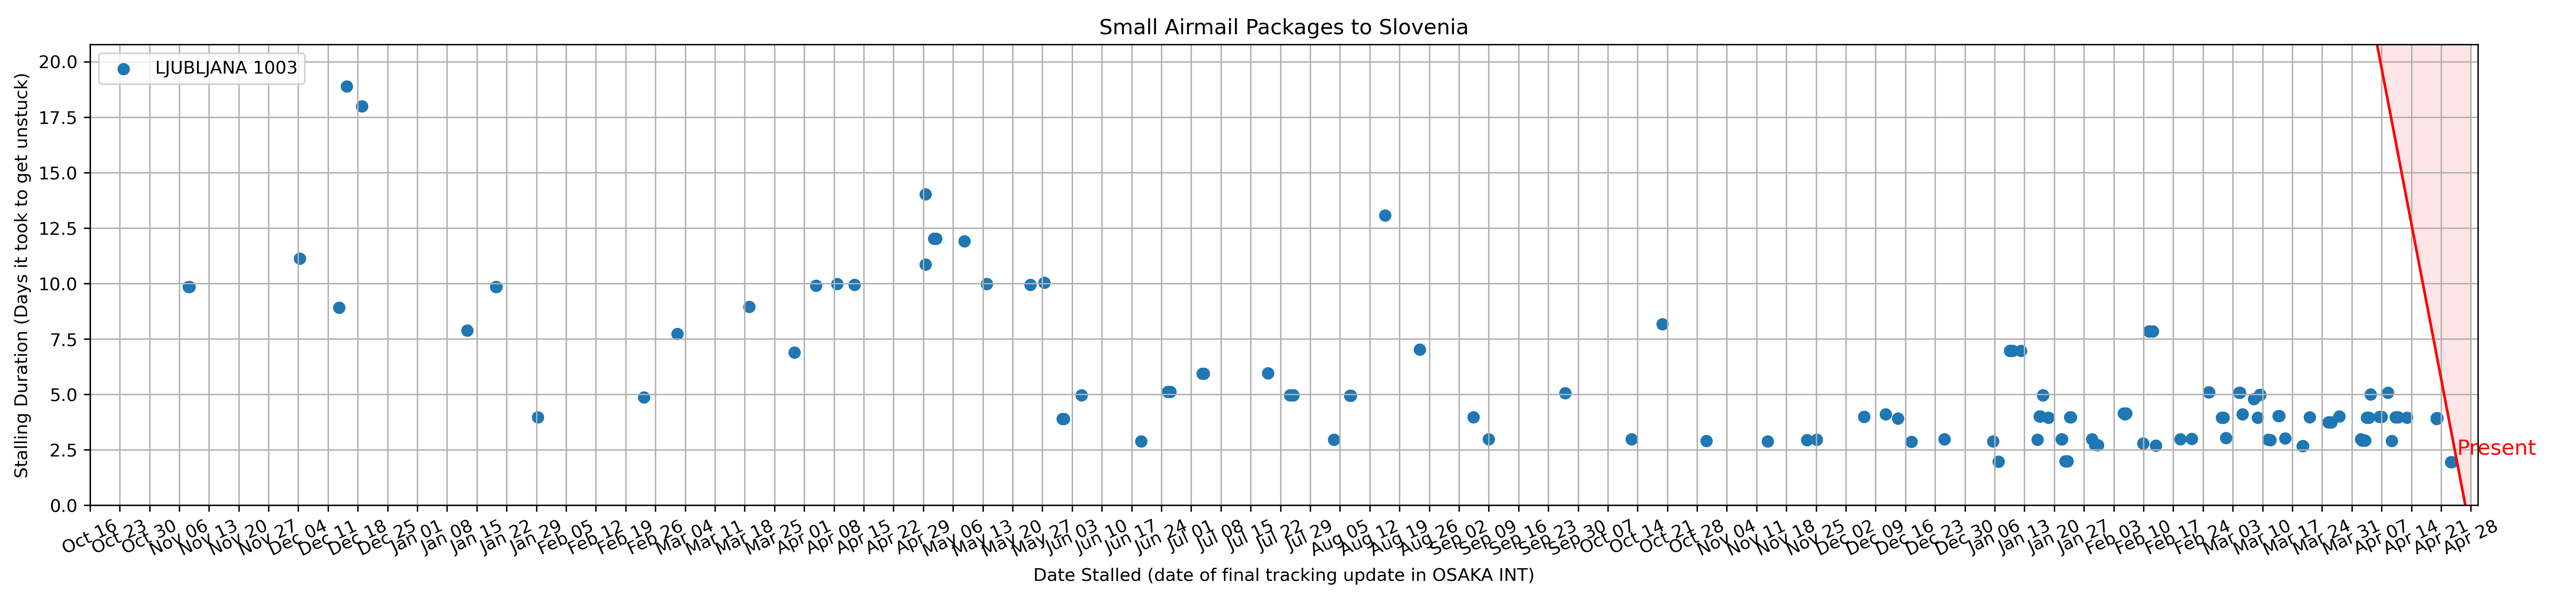 Small Airmail Packages to Slovenia
LJUBLJANA 1003
Stalling Duration (Days it took to get unstuck)
20.0
17.5
15.0
12.5
10.0
7.5
5.0
2.5
0.0
Present
Oct 16 Oct 23 Oct 30 Nov 06 Nov 13 Nov 20 Nov 27 Dec 04 Dec 11 Dec 18 Dec 25 Jan 01 Jan 08 Jan 15 Jan 22 Jan 29 Feb 05 Feb 12 Feb 19 Feb 26 Mar 04 Mar 11 Mar 18 Mar 25 Apr 01 Apr 08 Apr 15 Apr 22 Apr 29 May 06 May 13 May 20 May 27 Jun 03 Jun 10 Jun 17 Jun 24 Jul 01 Jul 08 Jul 15 Jul 22 Jul 29 Aug 05 Aug 12 Aug 19 Aug 26 Sep 02 Sep 09 Sep 16 Sep 23 Sep 30 Oct 07 Oct 14 Oct 21 Oct 28 Nov 04 Nov 11 Nov 18 Nov 25 Dec 02 Dec 09 Dec 16 Dec 23 Dec 30 Jan 06 Jan 13 Jan 20 Jan 27 Feb 03 Feb 10 Feb 17 Feb 24 Mar 03 Mar 10 Mar 17 Mar 24 Mar 31 Apr 07 Apr 14 Apr 21 Apr 28
Date Stalled (date of final tracking update in OSAKA INT)